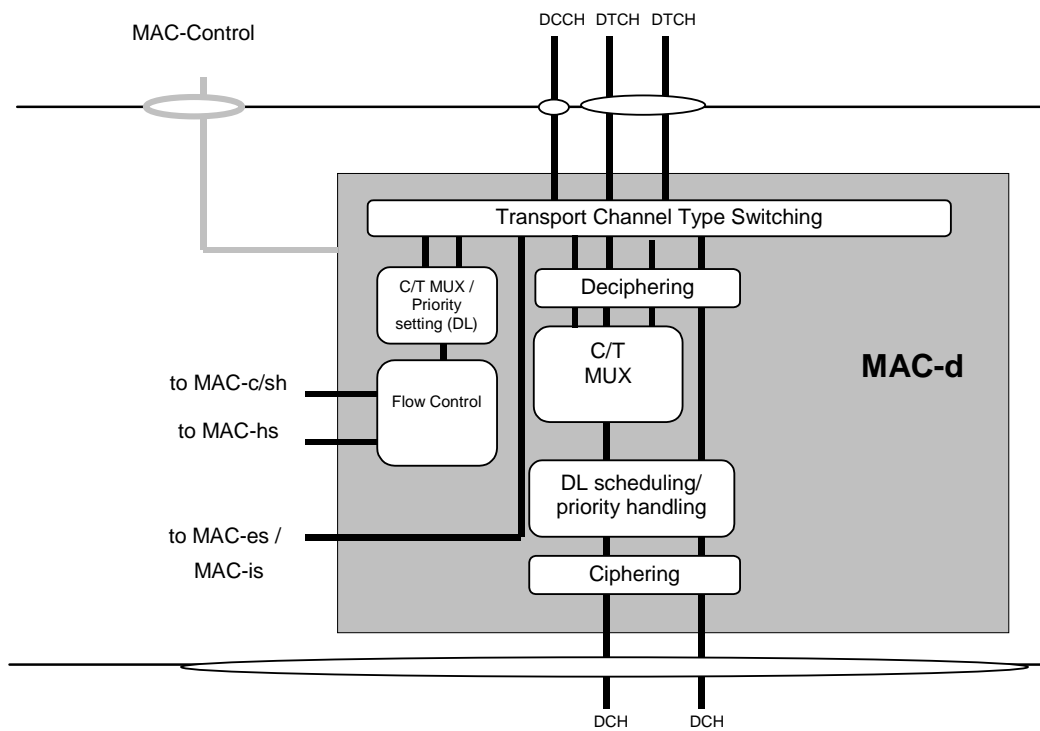 DCCH DTCH DTCH
MAC-Control
Transport Channel Type Switching
C/T MUX /
Priority
setting (DL)
Deciphering
C/T
MUX
MAC-d
to MAC-c/sh
Flow Control
to MAC-hs
DL scheduling/
priority handling
to MAC-es /
MAC-is
Ciphering
DCH DCH